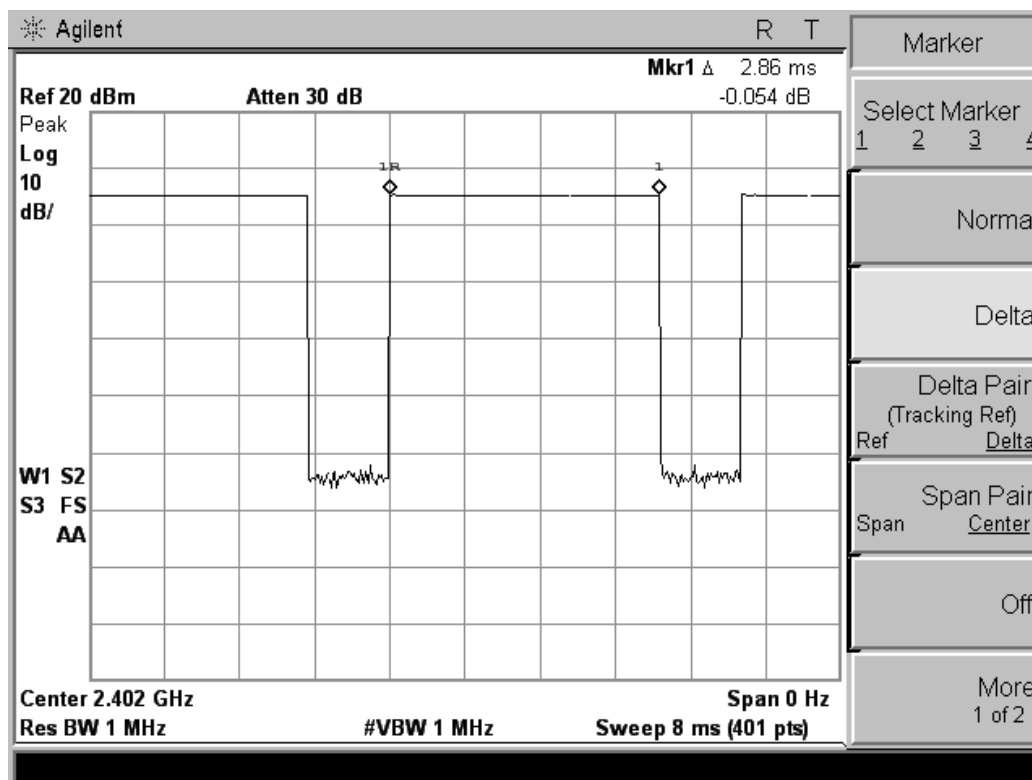 Agilent R T
Mkr1 Δ 2.86 ms
Ref 20 dBm Atten 30 dB -0.054 dB
Peak
Log
10
dB/
1R 1
W1 S2
S3 FS
AA
Center 2.402 GHz Span 0 Hz
Res BW 1 MHz #VBW 1 MHz Sweep 8 ms (401 pts)
Marker
Select Marker
1 2 3 4
Norma
Delta
Delta Pair
(Tracking Ref)
Ref Delta
Span Pair
Span Center
Off
More
1 of 2